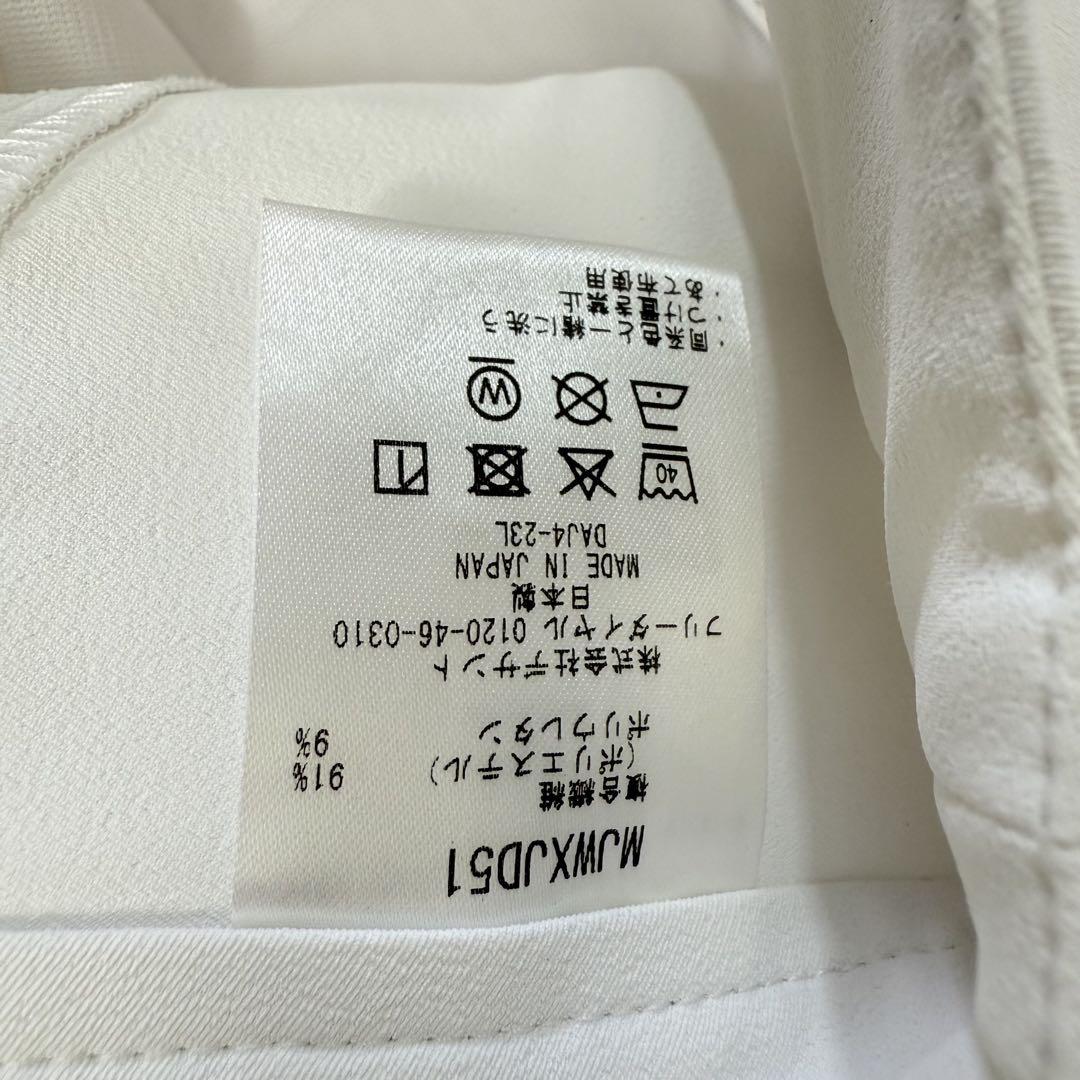 MJWXJD51
複合繊維
(ポリエステル) 91%
ポリウレタン 9%
株式会社デサント
フリーダイヤル 0120-46-0310
日本製
MADE IN JAPAN
DAJ4-23L
40
W
・同系色と一緒に洗う
・つけ置き禁止
・あて布使用